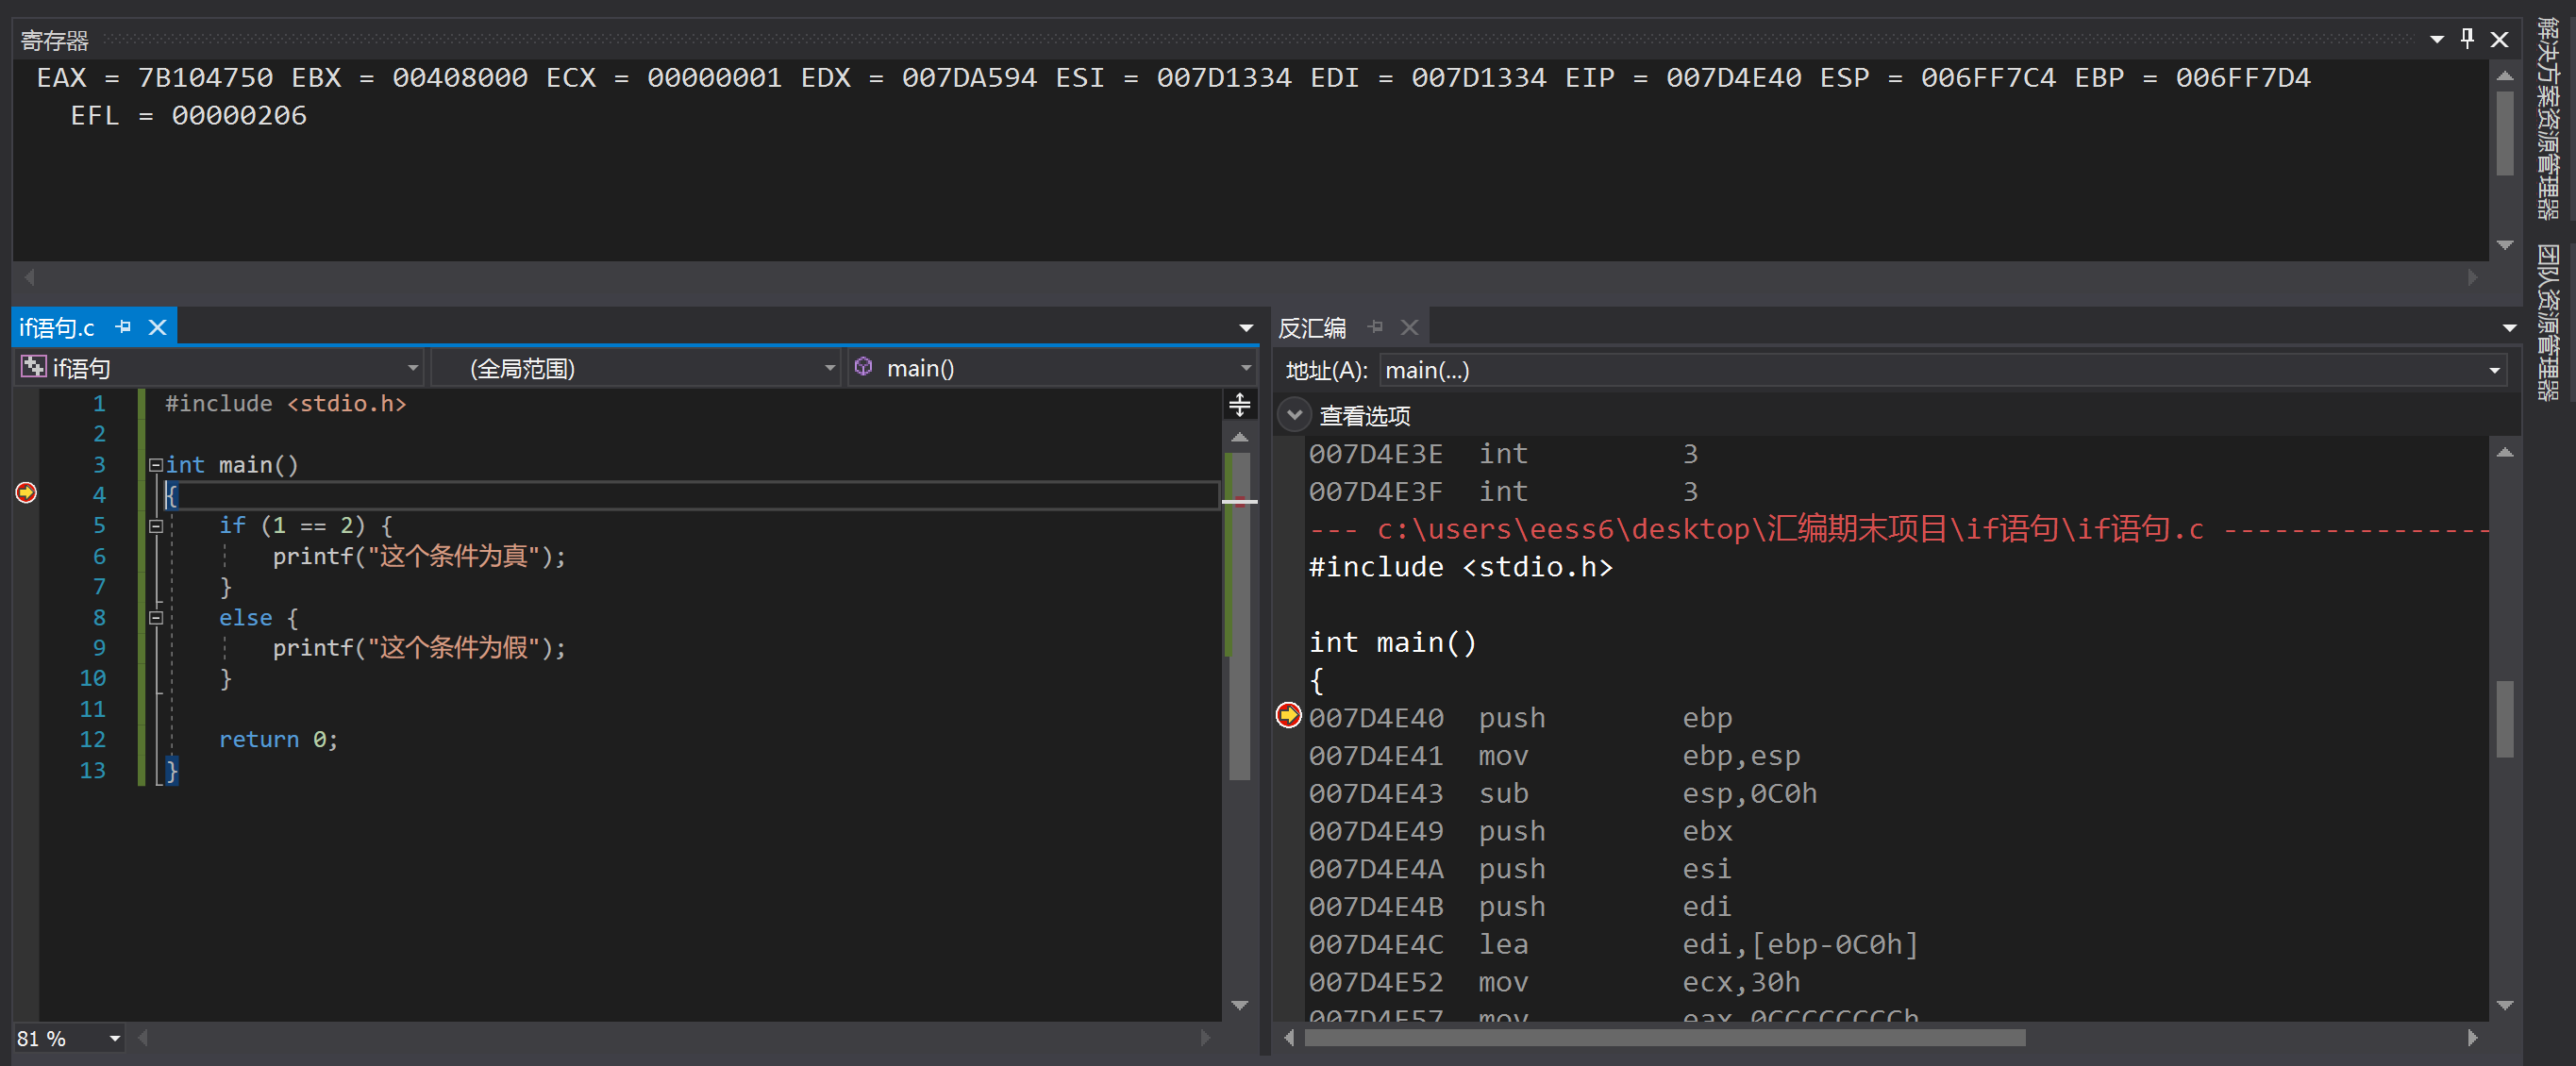 寄存器
EAX = 7B104750 EBX = 00408000 ECX = 00000001 EDX = 007DA594 ESI = 007D1334 EDI = 007D1334 EIP = 007D4E40 ESP = 006FF7C4 EBP = 006FF7D4
EFL = 00000206
解决方案资源管理器
团队资源管理器
if语句.c
if语句
(全局范围)
main()
1 #include <stdio.h>
2
3 int main()
4 {
5 if (1 == 2) {
6 printf("这个条件为真");
7 }
8 else {
9 printf("这个条件为假");
10 }
11
12 return 0;
13 }
81 %
反汇编
地址(A): main(...)
查看选项
007D4E3E int 3
007D4E3F int 3
--- c:\users\eess6\desktop\汇编期末项目\if语句\if语句.c --------------------
#include <stdio.h>
int main()
{
007D4E40 push ebp
007D4E41 mov ebp,esp
007D4E43 sub esp,0C0h
007D4E49 push ebx
007D4E4A push esi
007D4E4B push edi
007D4E4C lea edi,[ebp-0C0h]
007D4E52 mov ecx,30h
007D4E57 mov eax,0CCCCCCCCh